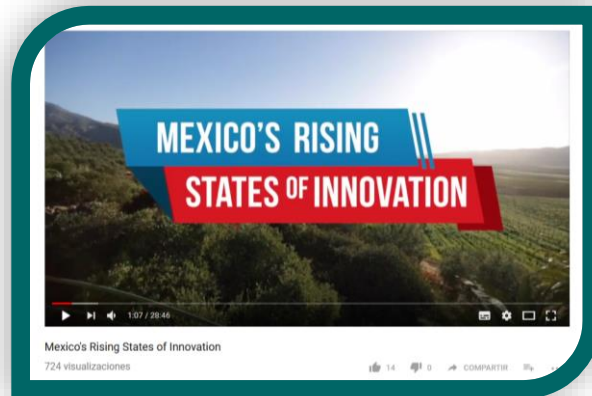 MEXICO'S RISING
STATES OF INNOVATION
1:07 / 28:46
Mexico's Rising States of Innovation
724 visualizaciones
14
0
COMPARTIR